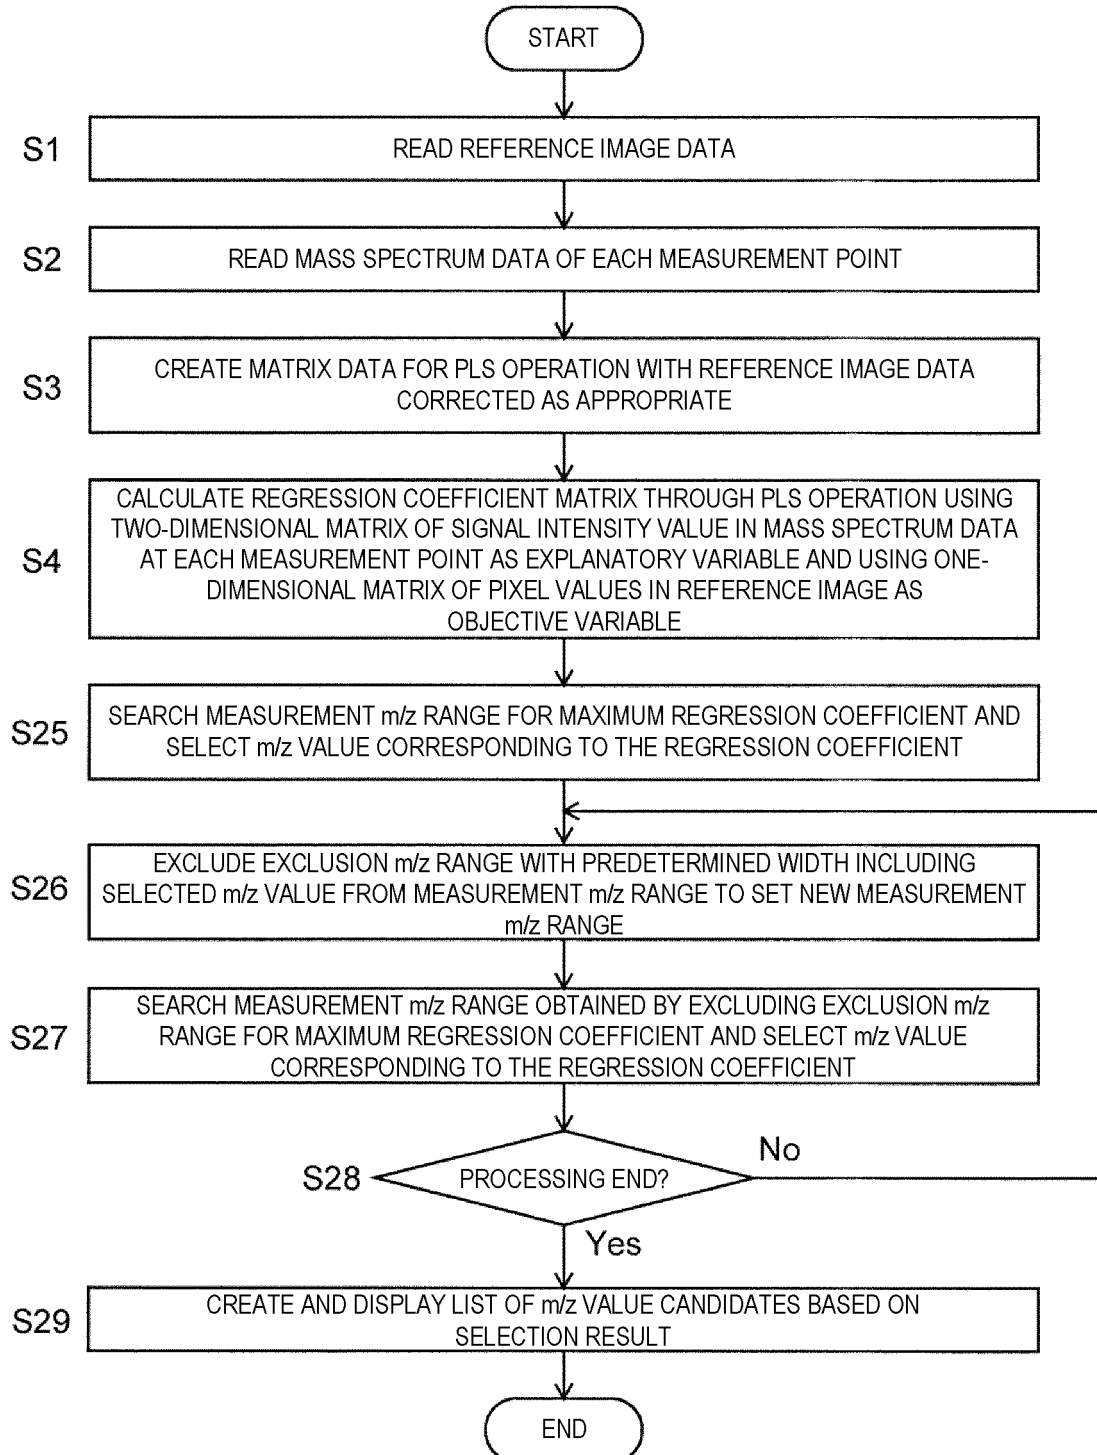 START
S1
READ REFERENCE IMAGE DATA
S2
READ MASS SPECTRUM DATA OF EACH MEASUREMENT POINT
S3
CREATE MATRIX DATA FOR PLS OPERATION WITH REFERENCE IMAGE DATA
CORRECTED AS APPROPRIATE
S4
CALCULATE REGRESSION COEFFICIENT MATRIX THROUGH PLS OPERATION USING
TWO-DIMENSIONAL MATRIX OF SIGNAL INTENSITY VALUE IN MASS SPECTRUM DATA
AT EACH MEASUREMENT POINT AS EXPLANATORY VARIABLE AND USING ONE-
DIMENSIONAL MATRIX OF PIXEL VALUES IN REFERENCE IMAGE AS
OBJECTIVE VARIABLE
S25
SEARCH MEASUREMENT m/z RANGE FOR MAXIMUM REGRESSION COEFFICIENT AND
SELECT m/z VALUE CORRESPONDING TO THE REGRESSION COEFFICIENT
S26
EXCLUDE EXCLUSION m/z RANGE WITH PREDETERMINED WIDTH INCLUDING
SELECTED m/z VALUE FROM MEASUREMENT m/z RANGE TO SET NEW MEASUREMENT
m/z RANGE
S27
SEARCH MEASUREMENT m/z RANGE OBTAINED BY EXCLUDING EXCLUSION m/z
RANGE FOR MAXIMUM REGRESSION COEFFICIENT AND SELECT m/z VALUE
CORRESPONDING TO THE REGRESSION COEFFICIENT
S28
PROCESSING END?
No
Yes
S29
CREATE AND DISPLAY LIST OF m/z VALUE CANDIDATES BASED ON
SELECTION RESULT
END